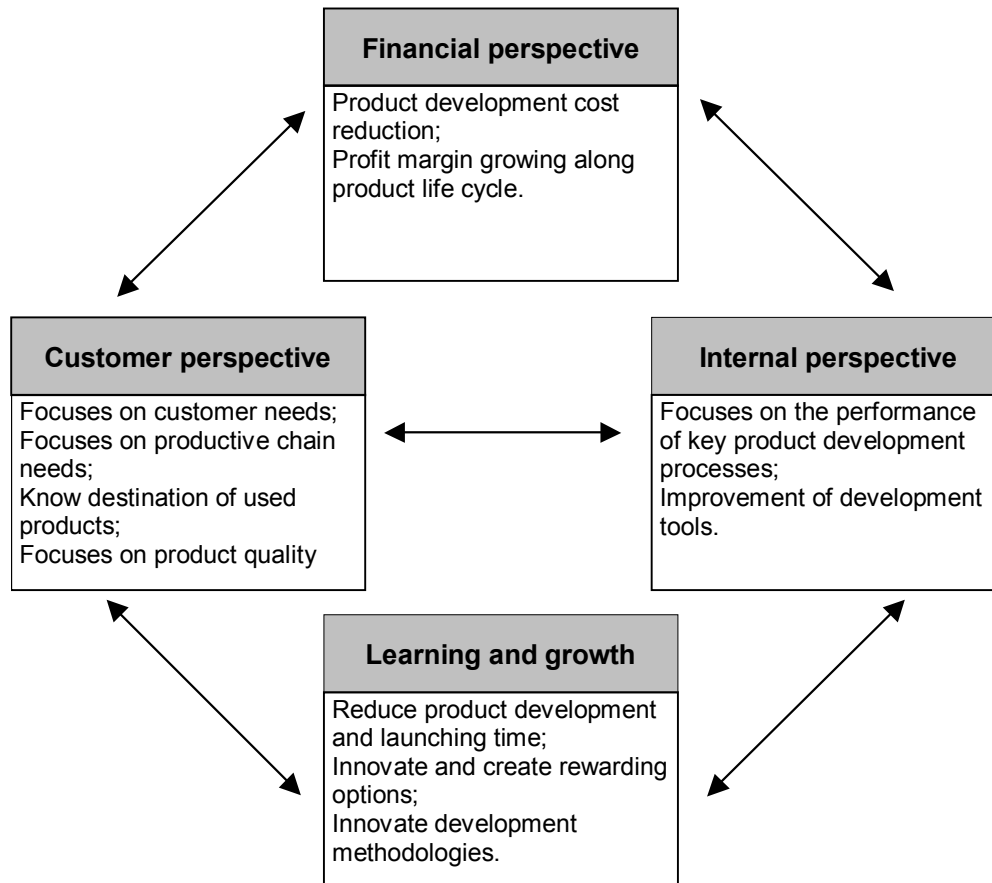 Financial perspective
Product development cost
reduction;
Profit margin growing along
product life cycle.
Customer perspective
Focuses on customer needs;
Focuses on productive chain
needs;
Know destination of used
products;
Focuses on product quality
Internal perspective
Focuses on the performance
of key product development
processes;
Improvement of development
tools.
Learning and growth
Reduce product development
and launching time;
Innovate and create rewarding
options;
Innovate development
methodologies.